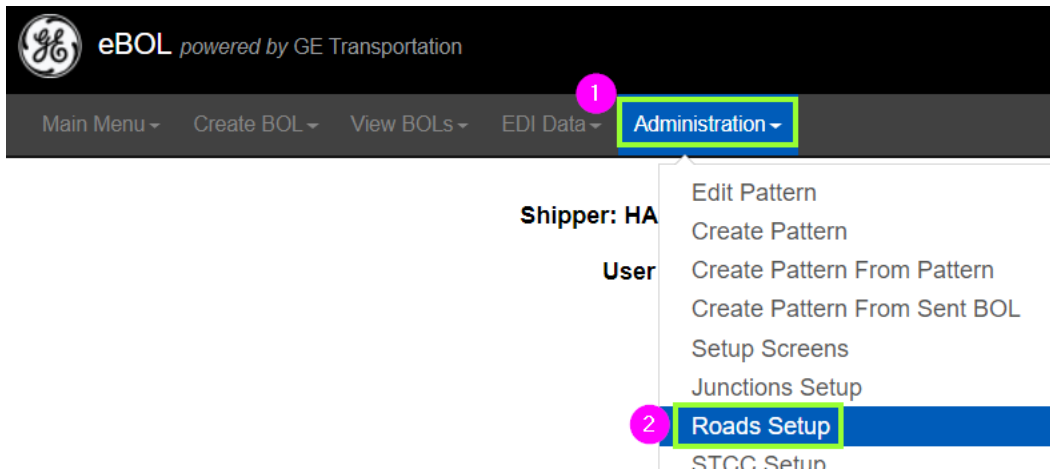 eBOL powered by GE Transportation
1
Main Menu Create BOL View BOLs EDI Data Administration
Edit Pattern
Shipper: HA
Create Pattern
User
Create Pattern From Pattern
Create Pattern From Sent BOL
Setup Screens
Junctions Setup
2 Roads Setup
STCC Setup